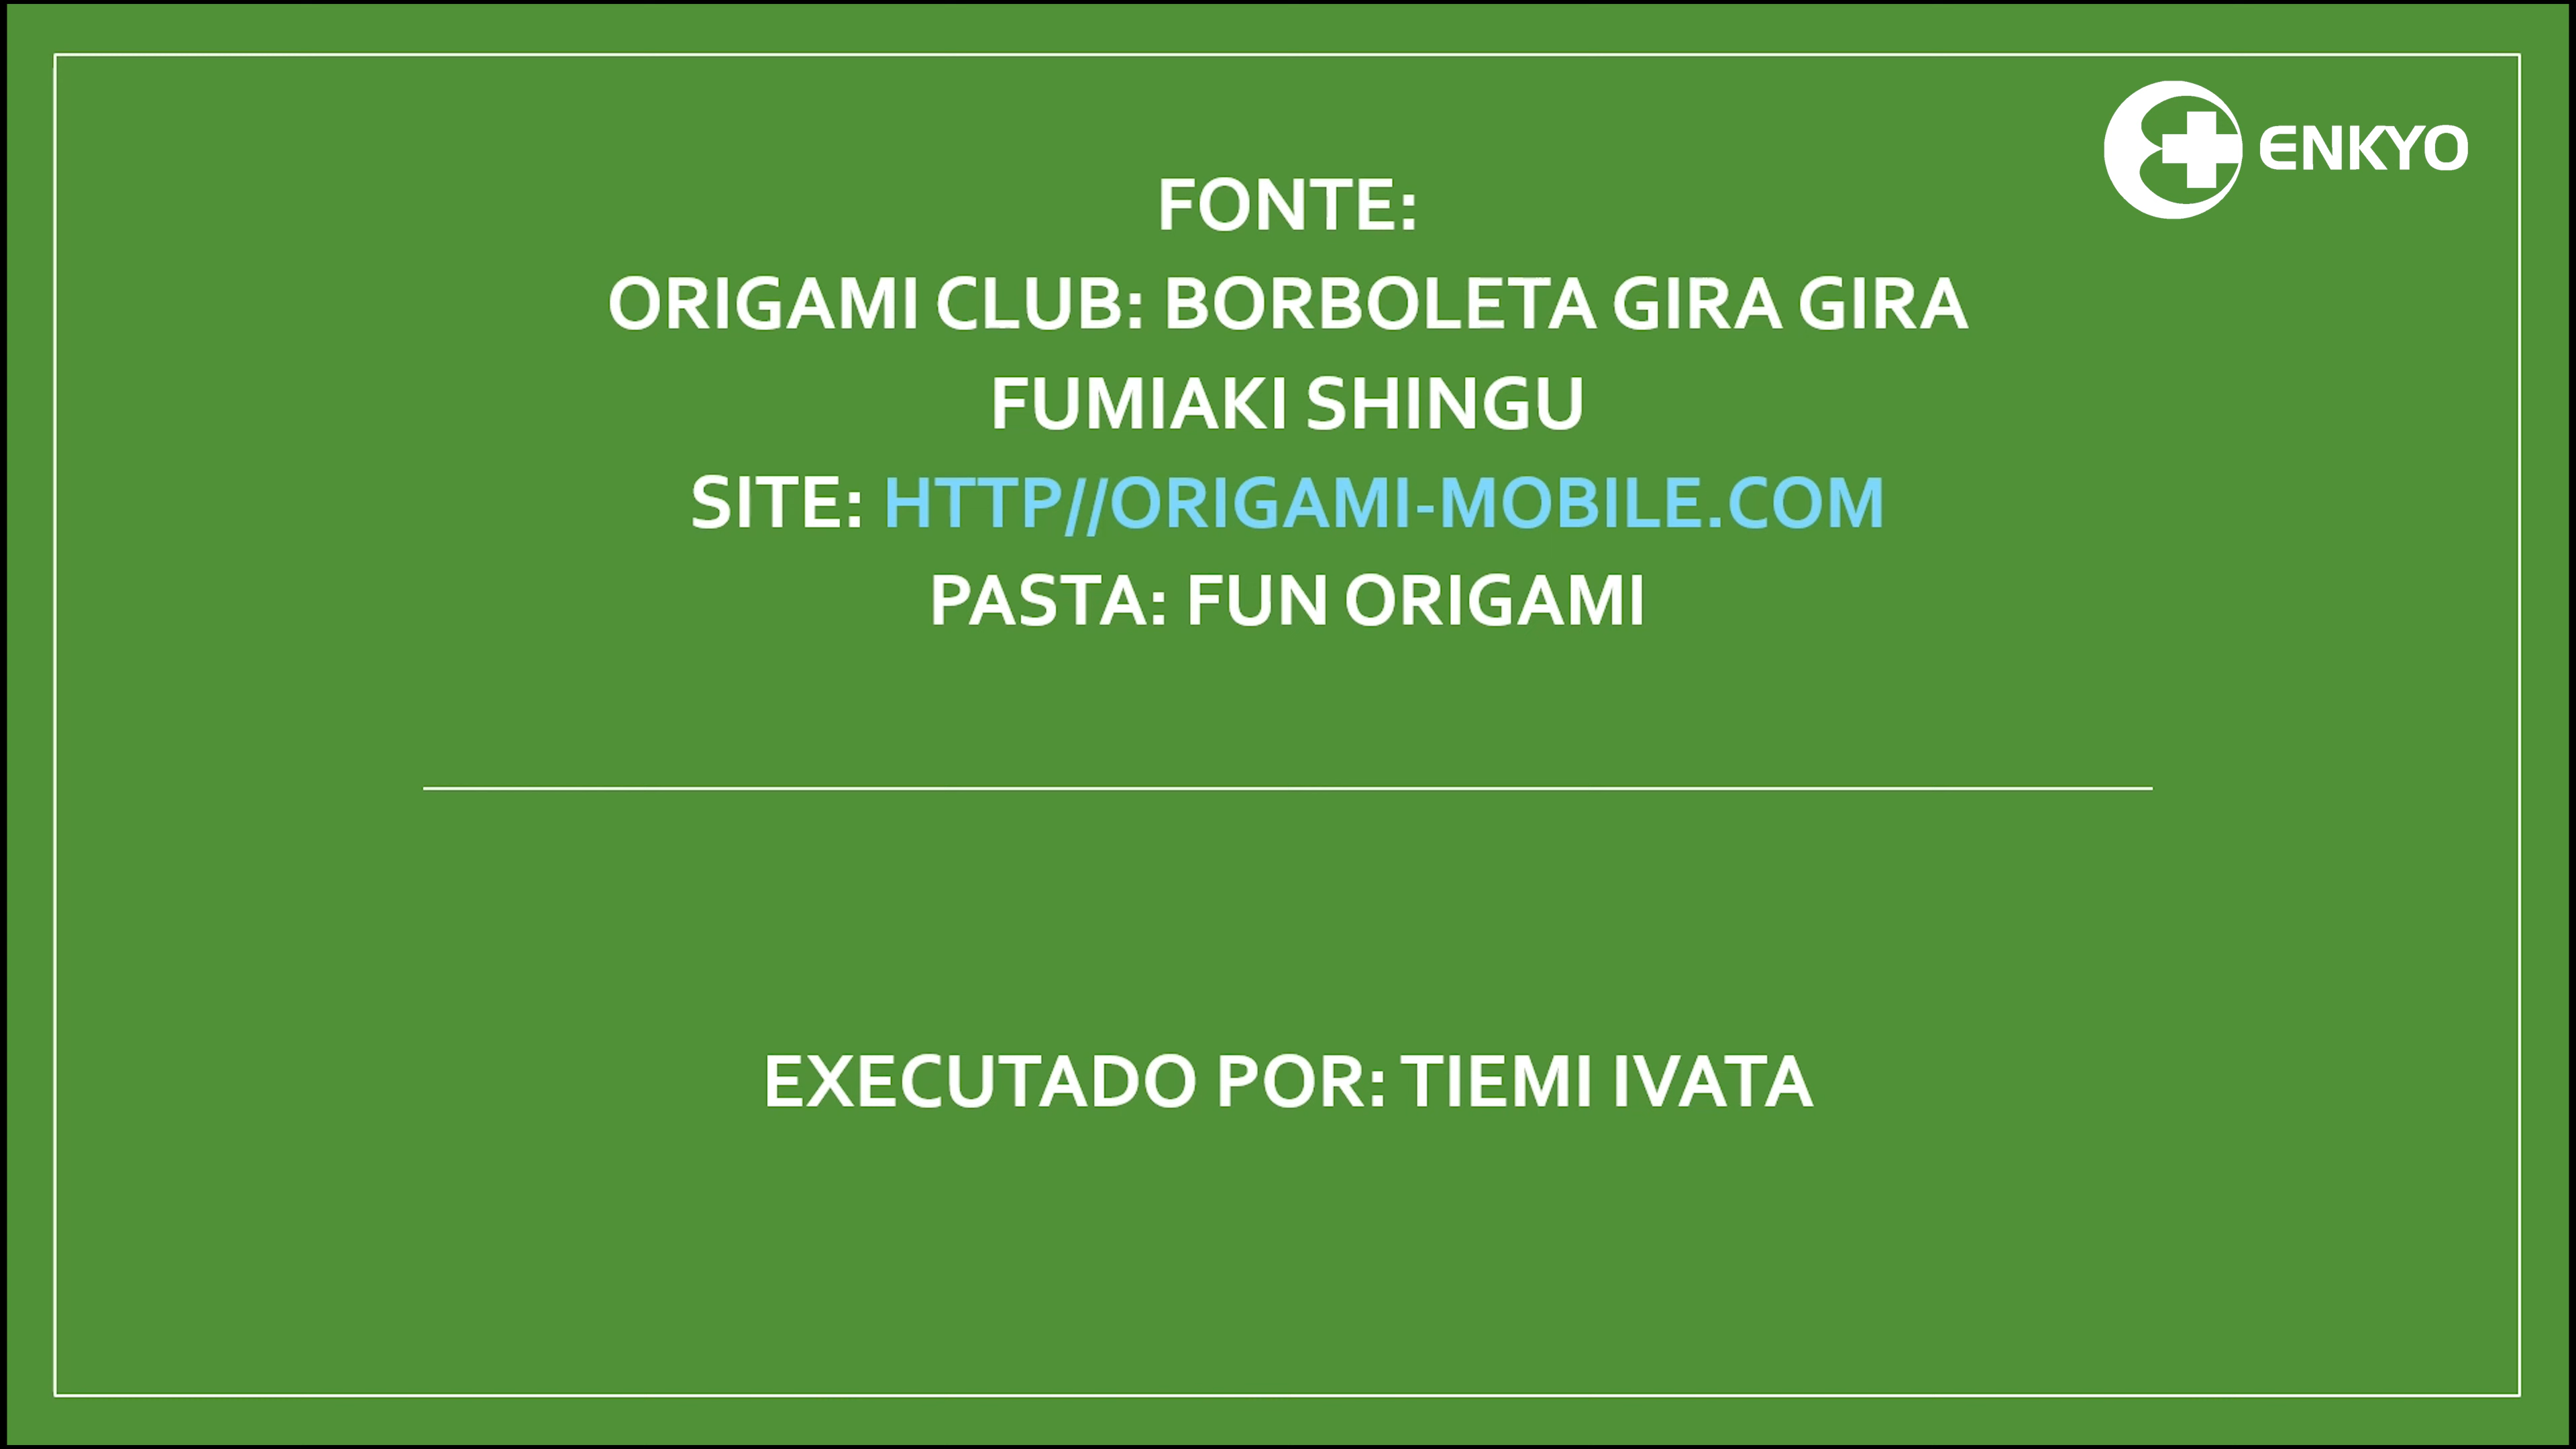 ENKYO
FONTE:
ORIGAMI CLUB: BORBOLETA GIRA GIRA
FUMIAKI SHINGU
SITE: HTTP//ORIGAMI-MOBILE.COM
PASTA: FUN ORIGAMI
EXECUTADO POR: TIEMI IVATA